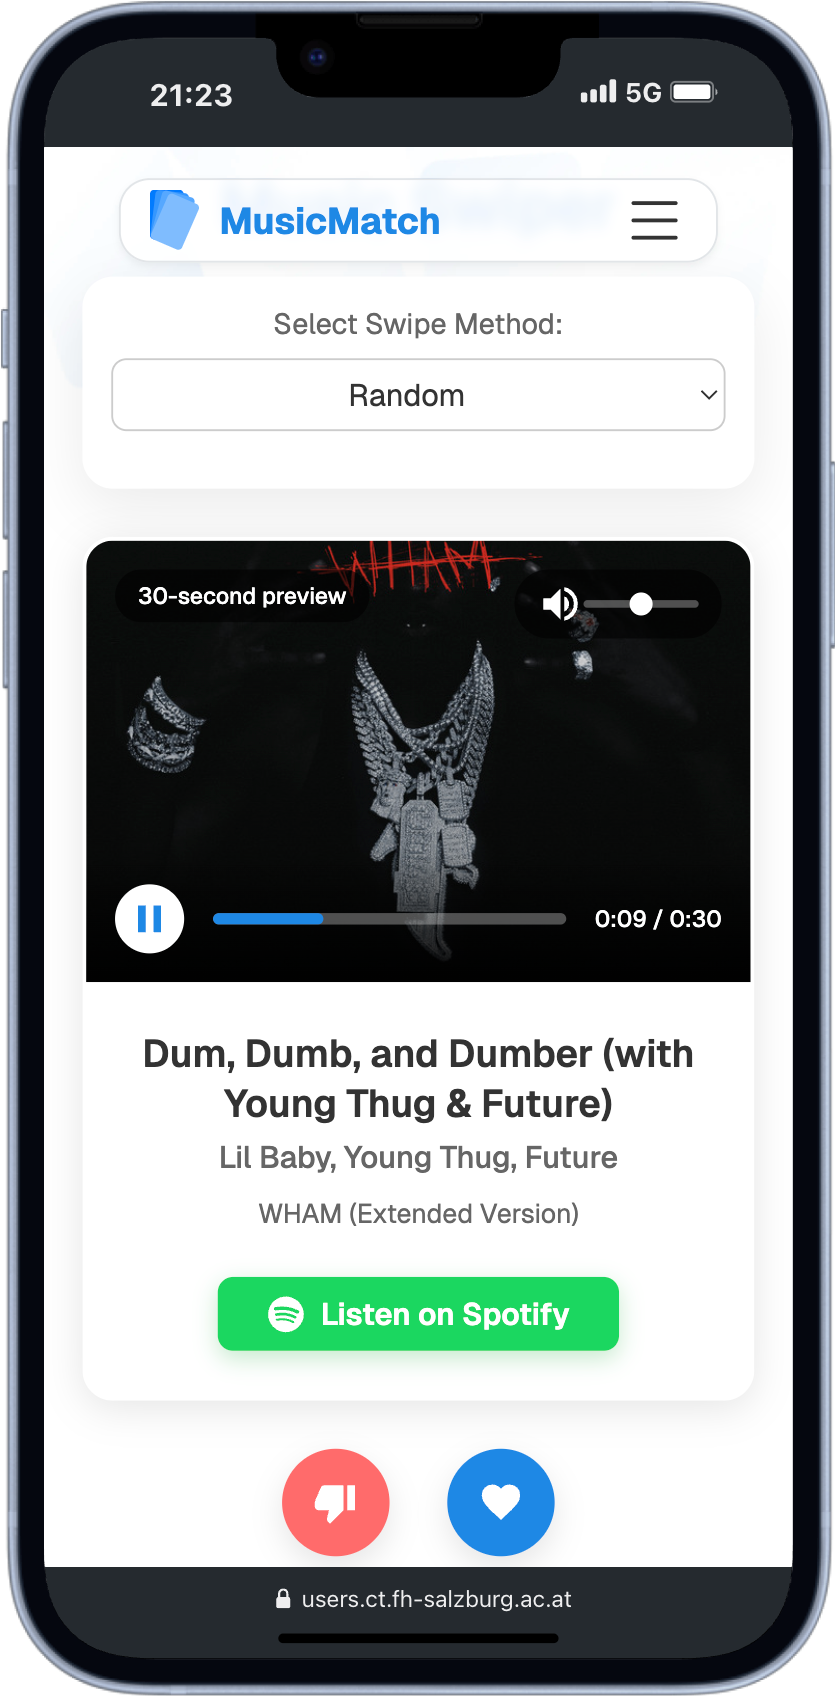 21:23
5G
MusicMatch
Select Swipe Method:
Random
WHAM
30-second preview
0:09 / 0:30
Dum, Dumb, and Dumber (with
Young Thug & Future)
Lil Baby, Young Thug, Future
WHAM (Extended Version)
Listen on Spotify
users.ct.fh-salzburg.ac.at